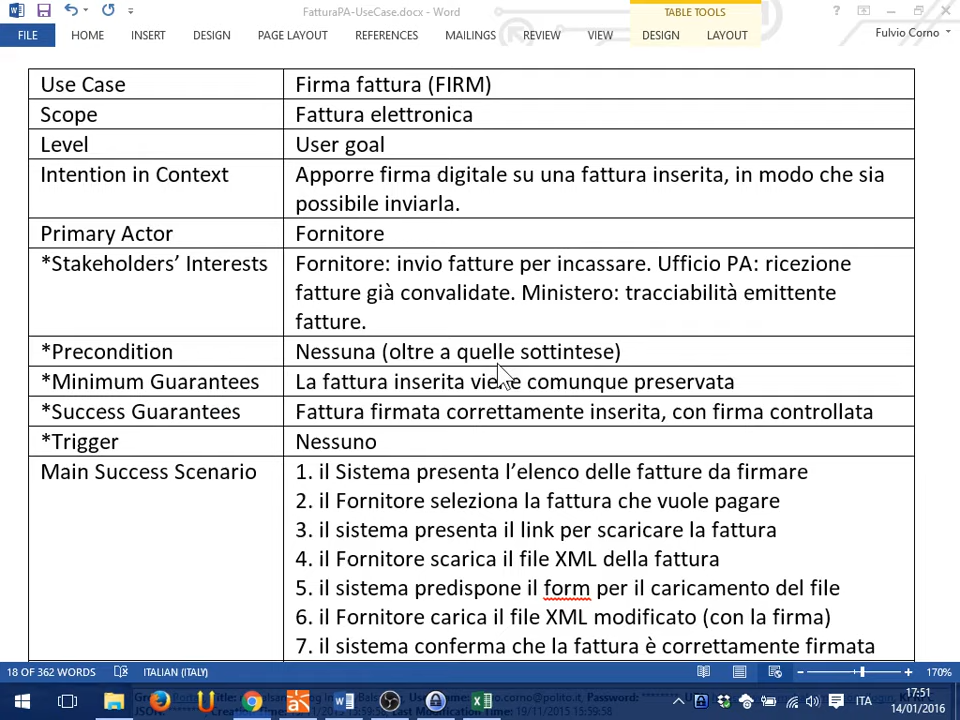 FatturaPA-UseCase.docx - Word
TABLE TOOLS
FILE
HOME
INSERT
DESIGN
PAGE LAYOUT
REFERENCES
MAILINGS
REVIEW
VIEW
DESIGN
LAYOUT
Fulvio Corno
Use Case
Firma fattura (FIRM)
Scope
Fattura elettronica
Level
User goal
Intention in Context
Apporre firma digitale su una fattura inserita, in modo che sia
possibile inviarla.
Primary Actor
Fornitore
*Stakeholders’ Interests
Fornitore: invio fatture per incassare. Ufficio PA: ricezione
fatture già convalidate. Ministero: tracciabilità emittente
fatture.
*Precondition
Nessuna (oltre a quelle sottintese)
*Minimum Guarantees
La fattura inserita viene comunque preservata
*Success Guarantees
Fattura firmata correttamente inserita, con firma controllata
*Trigger
Nessuno
Main Success Scenario
1. il Sistema presenta l’elenco delle fatture da firmare
2. il Fornitore seleziona la fattura che vuole pagare
3. il sistema presenta il link per scaricare la fattura
4. il Fornitore scarica il file XML della fattura
5. il sistema predispone il form per il caricamento del file
6. il Fornitore carica il file XML modificato (con la firma)
7. il sistema conferma che la fattura è correttamente firmata
18 OF 362 WORDS
ITALIAN (ITALY)
170%
ITA
17:51
14/01/2016